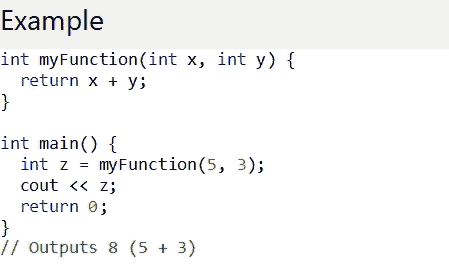 Example
int myFunction(int x, int y) {
  return x + y;
}

int main() {
  int z = myFunction(5, 3);
  cout << z;
  return 0;
}
// Outputs 8 (5 + 3)